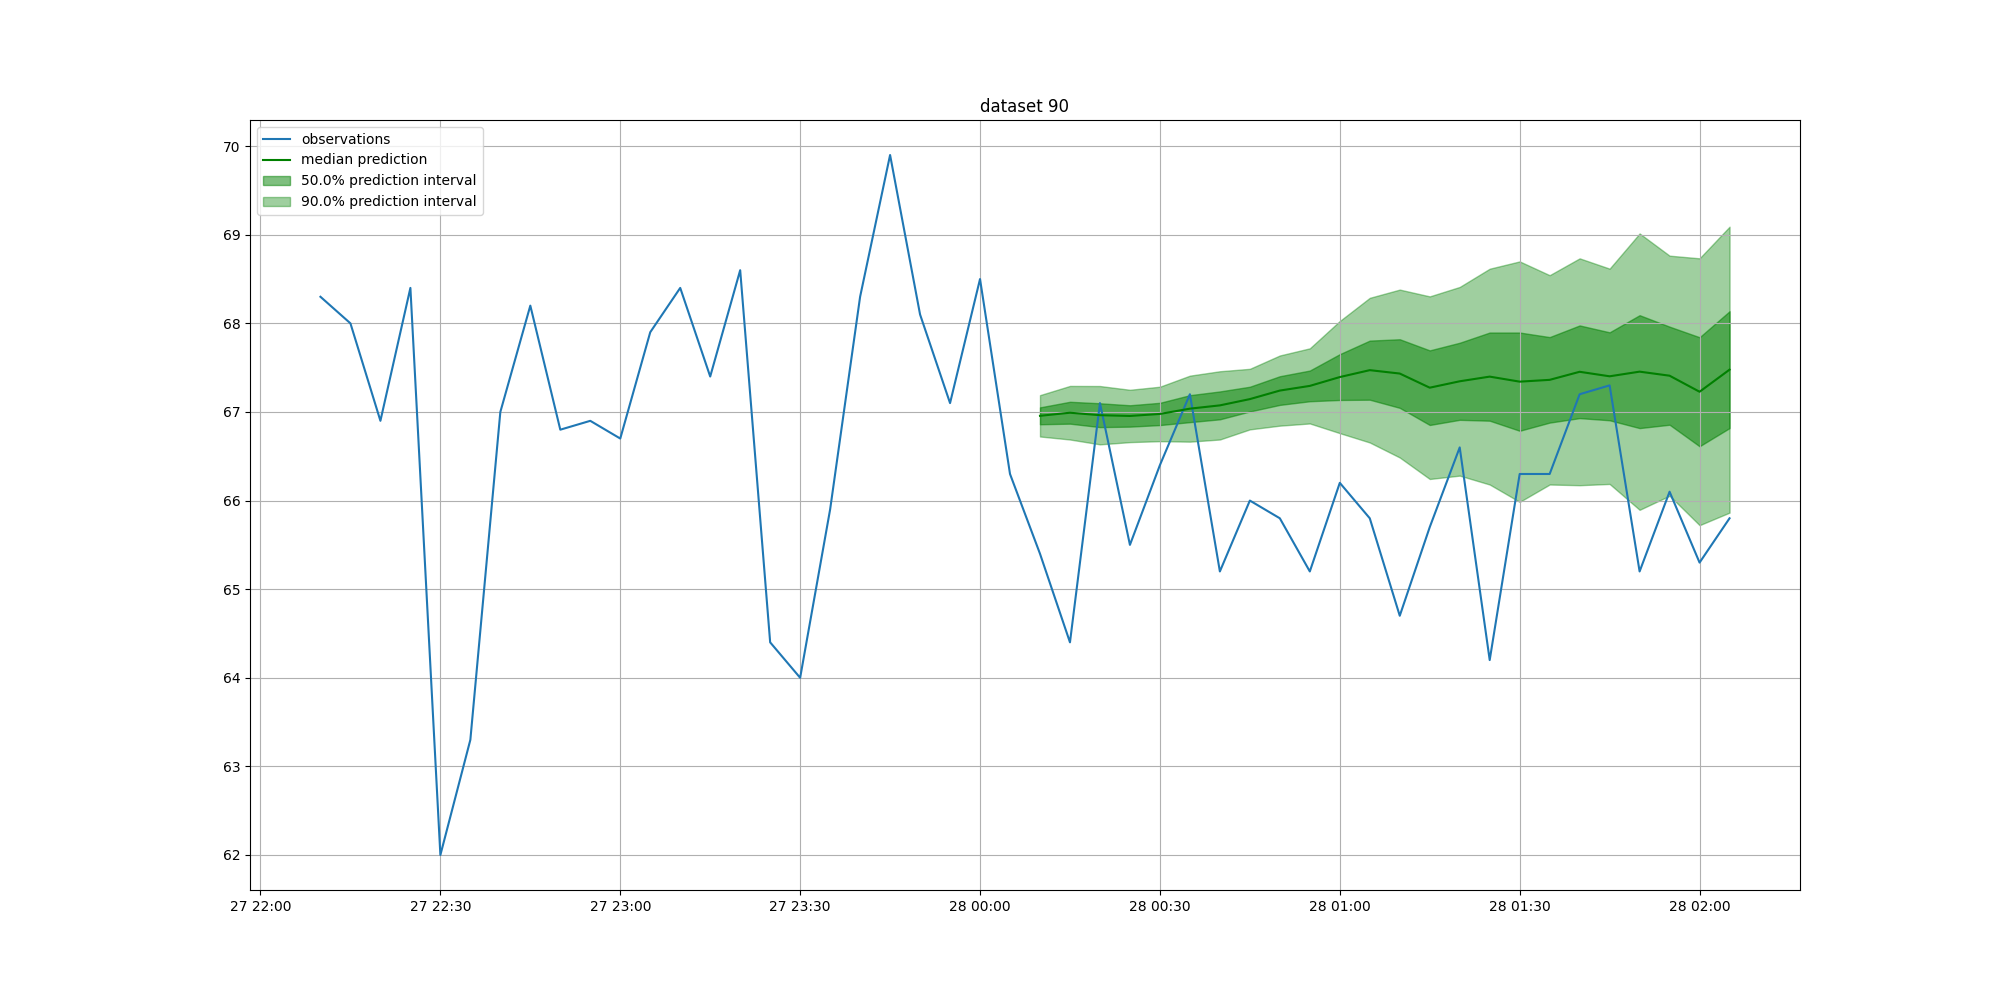 dataset 90
observations
median prediction
50.0% prediction interval
90.0% prediction interval
70
69
68
67
66
65
64
63
62
27 22:00 27 22:30 27 23:00 27 23:30 28 00:00 28 00:30 28 01:00 28 01:30 28 02:00